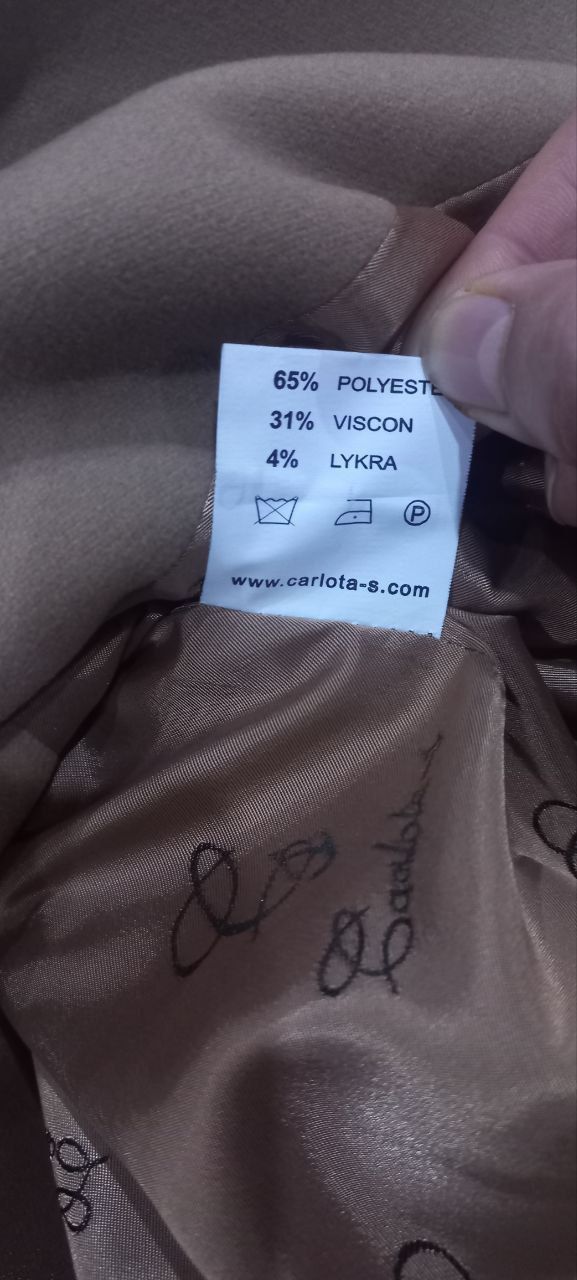 65% POLYESTE
31% VISCON
4% LYKRA
P
www.carlota-s.com